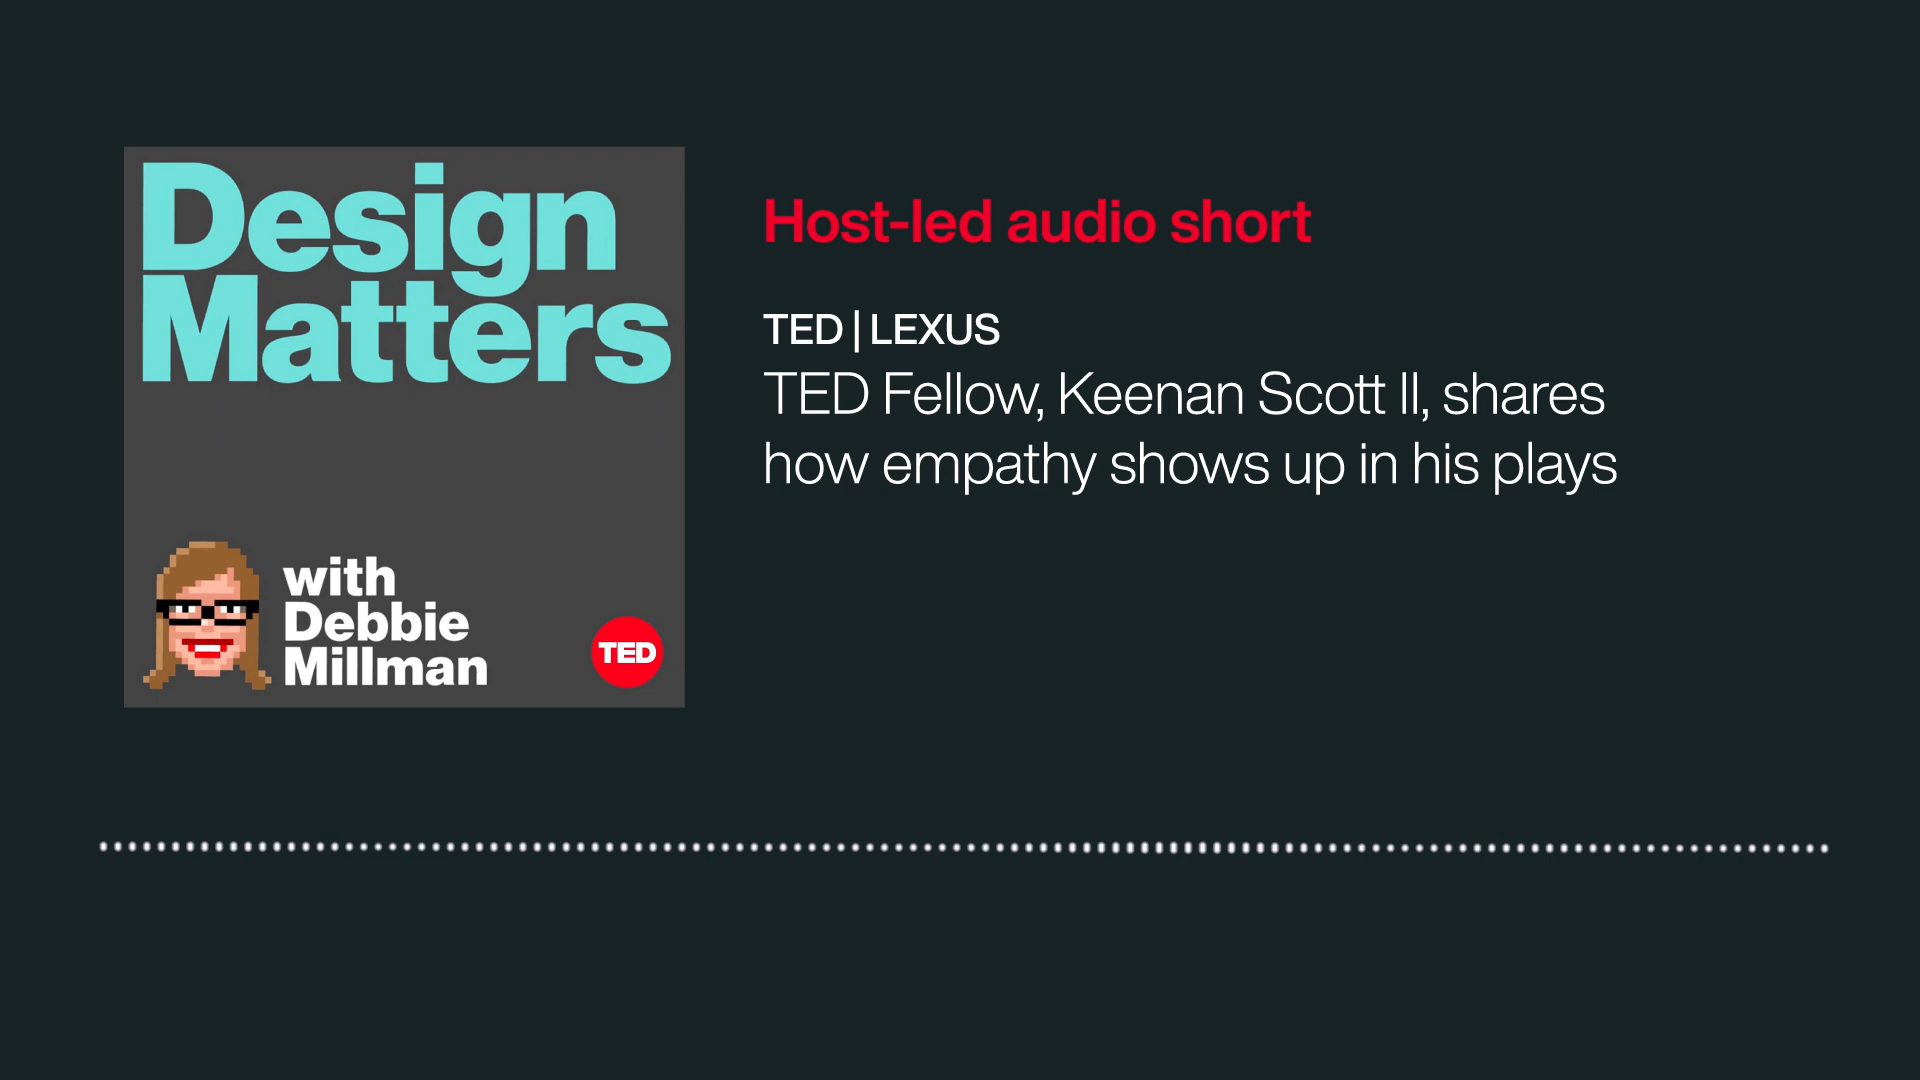 Design
Matters
with
Debbie
Millman
TED
Host-led audio short
TED | LEXUS
TED Fellow, Keenan Scott II, shares
how empathy shows up in his plays